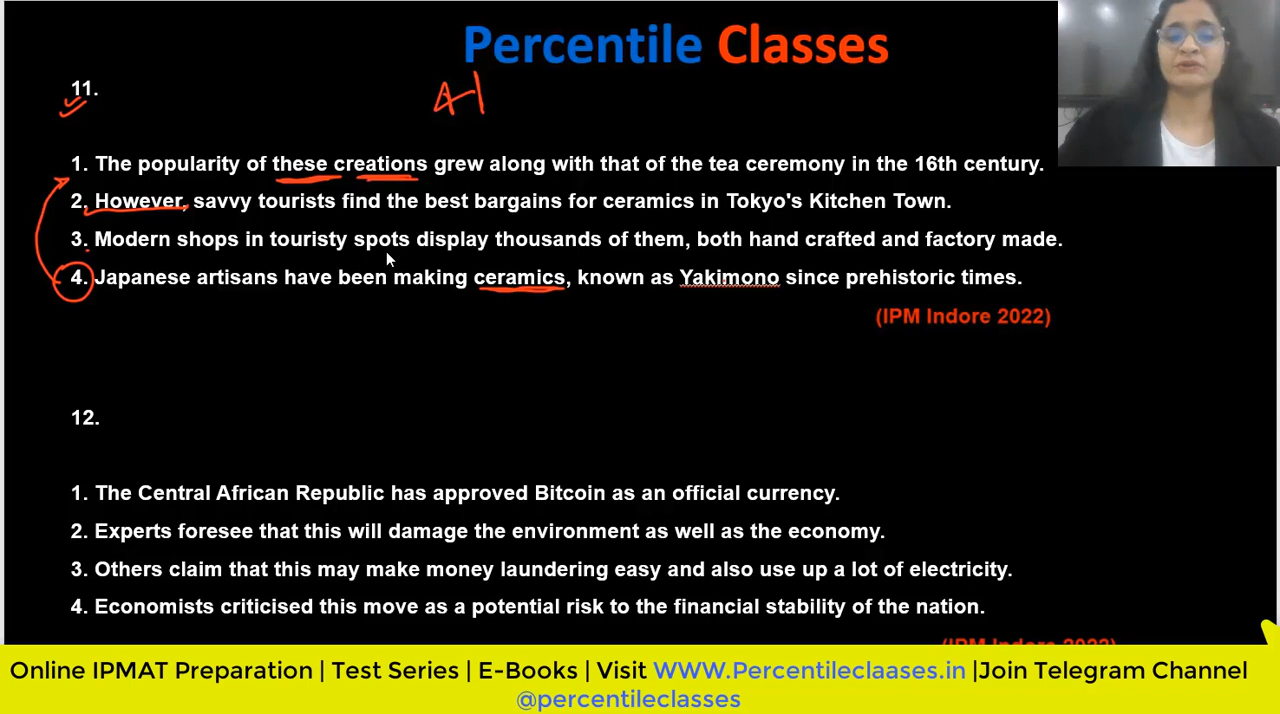 Percentile Classes
11.
4-1
1. The popularity of these creations grew along with that of the tea ceremony in the 16th century.
2. However, savvy tourists find the best bargains for ceramics in Tokyo's Kitchen Town.
3. Modern shops in touristy spots display thousands of them, both hand crafted and factory made.
4. Japanese artisans have been making ceramics, known as Yakimono since prehistoric times.
(IPM Indore 2022)
12.
1. The Central African Republic has approved Bitcoin as an official currency.
2. Experts foresee that this will damage the environment as well as the economy.
3. Others claim that this may make money laundering easy and also use up a lot of electricity.
4. Economists criticised this move as a potential risk to the financial stability of the nation.
(IPM Indore 2022)
Online IPMAT Preparation | Test Series | E-Books | Visit WWW.Percentileclaases.in |Join Telegram Channel
@percentileclasses